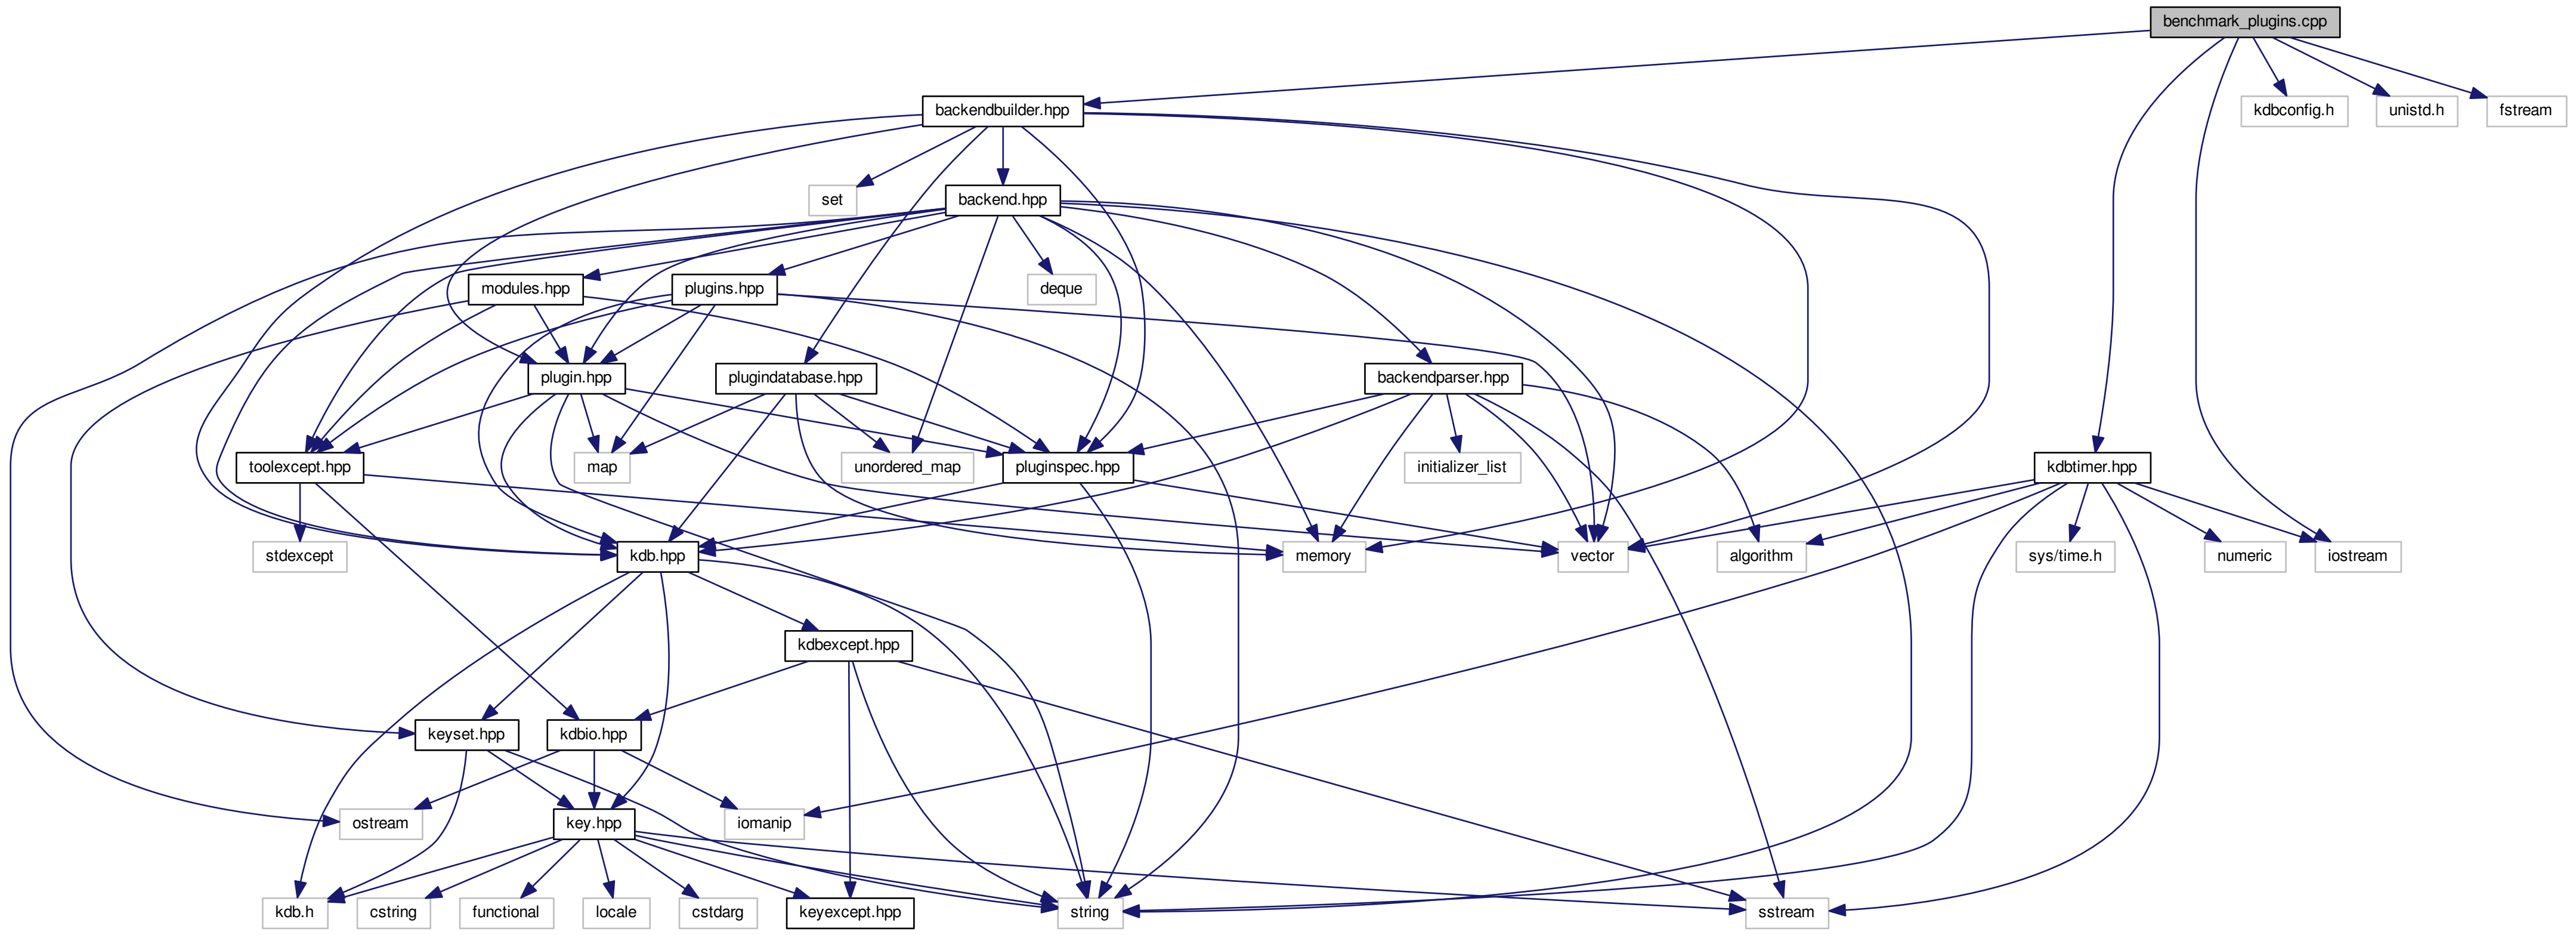 benchmark_plugins.cpp
backendbuilder.hpp
kdbconfig.h
unistd.h
fstream
set
backend.hpp
modules.hpp
plugins.hpp
deque
plugin.hpp
plugindatabase.hpp
backendparser.hpp
toolexcept.hpp
map
unordered_map
pluginspec.hpp
initializer_list
kdbtimer.hpp
stdexcept
kdb.hpp
memory
vector
algorithm
sys/time.h
numeric
iostream
kdbexcept.hpp
keyset.hpp
kdbio.hpp
ostream
key.hpp
iomanip
kdb.h
cstring
functional
locale
cstdarg
keyexcept.hpp
string
sstream